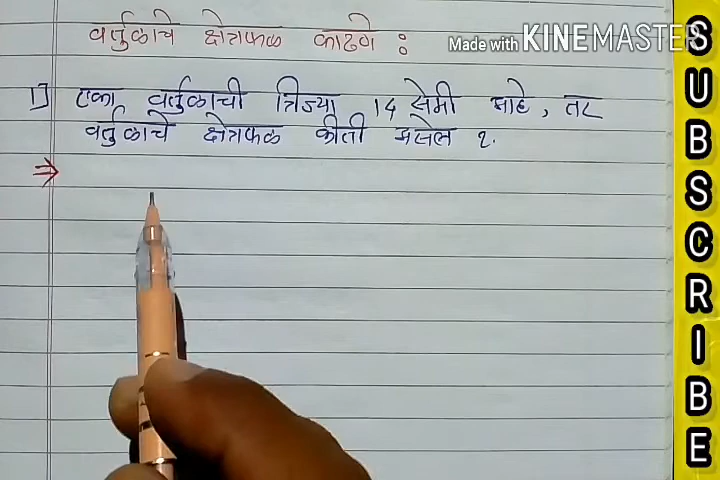 वर्तुळाचे क्षेत्रफळ काढणे :
Made with KINEMASTER
1] एका वर्तुळाची त्रिज्या 14 सेमी आहे, तर
वर्तुळाचे क्षेत्रफळ कीती असेल ?.
⇒
SUBSCRIBE